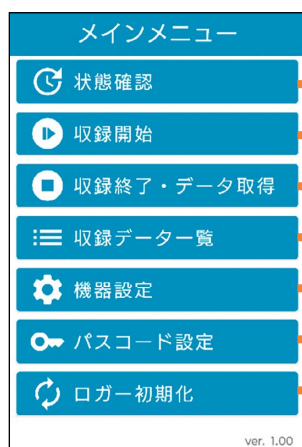 メインメニュー
状態確認
収録開始
収録終了・データ取得
収録データ一覧
機器設定
パスコード設定
ロガー初期化
ver. 1.00